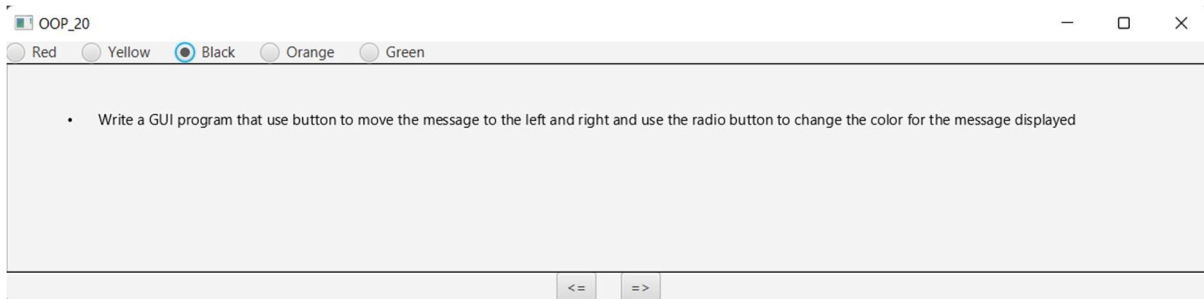 OOP_20
Red Yellow Black Orange Green
• Write a GUI program that use button to move the message to the left and right and use the radio button to change the color for the message displayed
<= =>